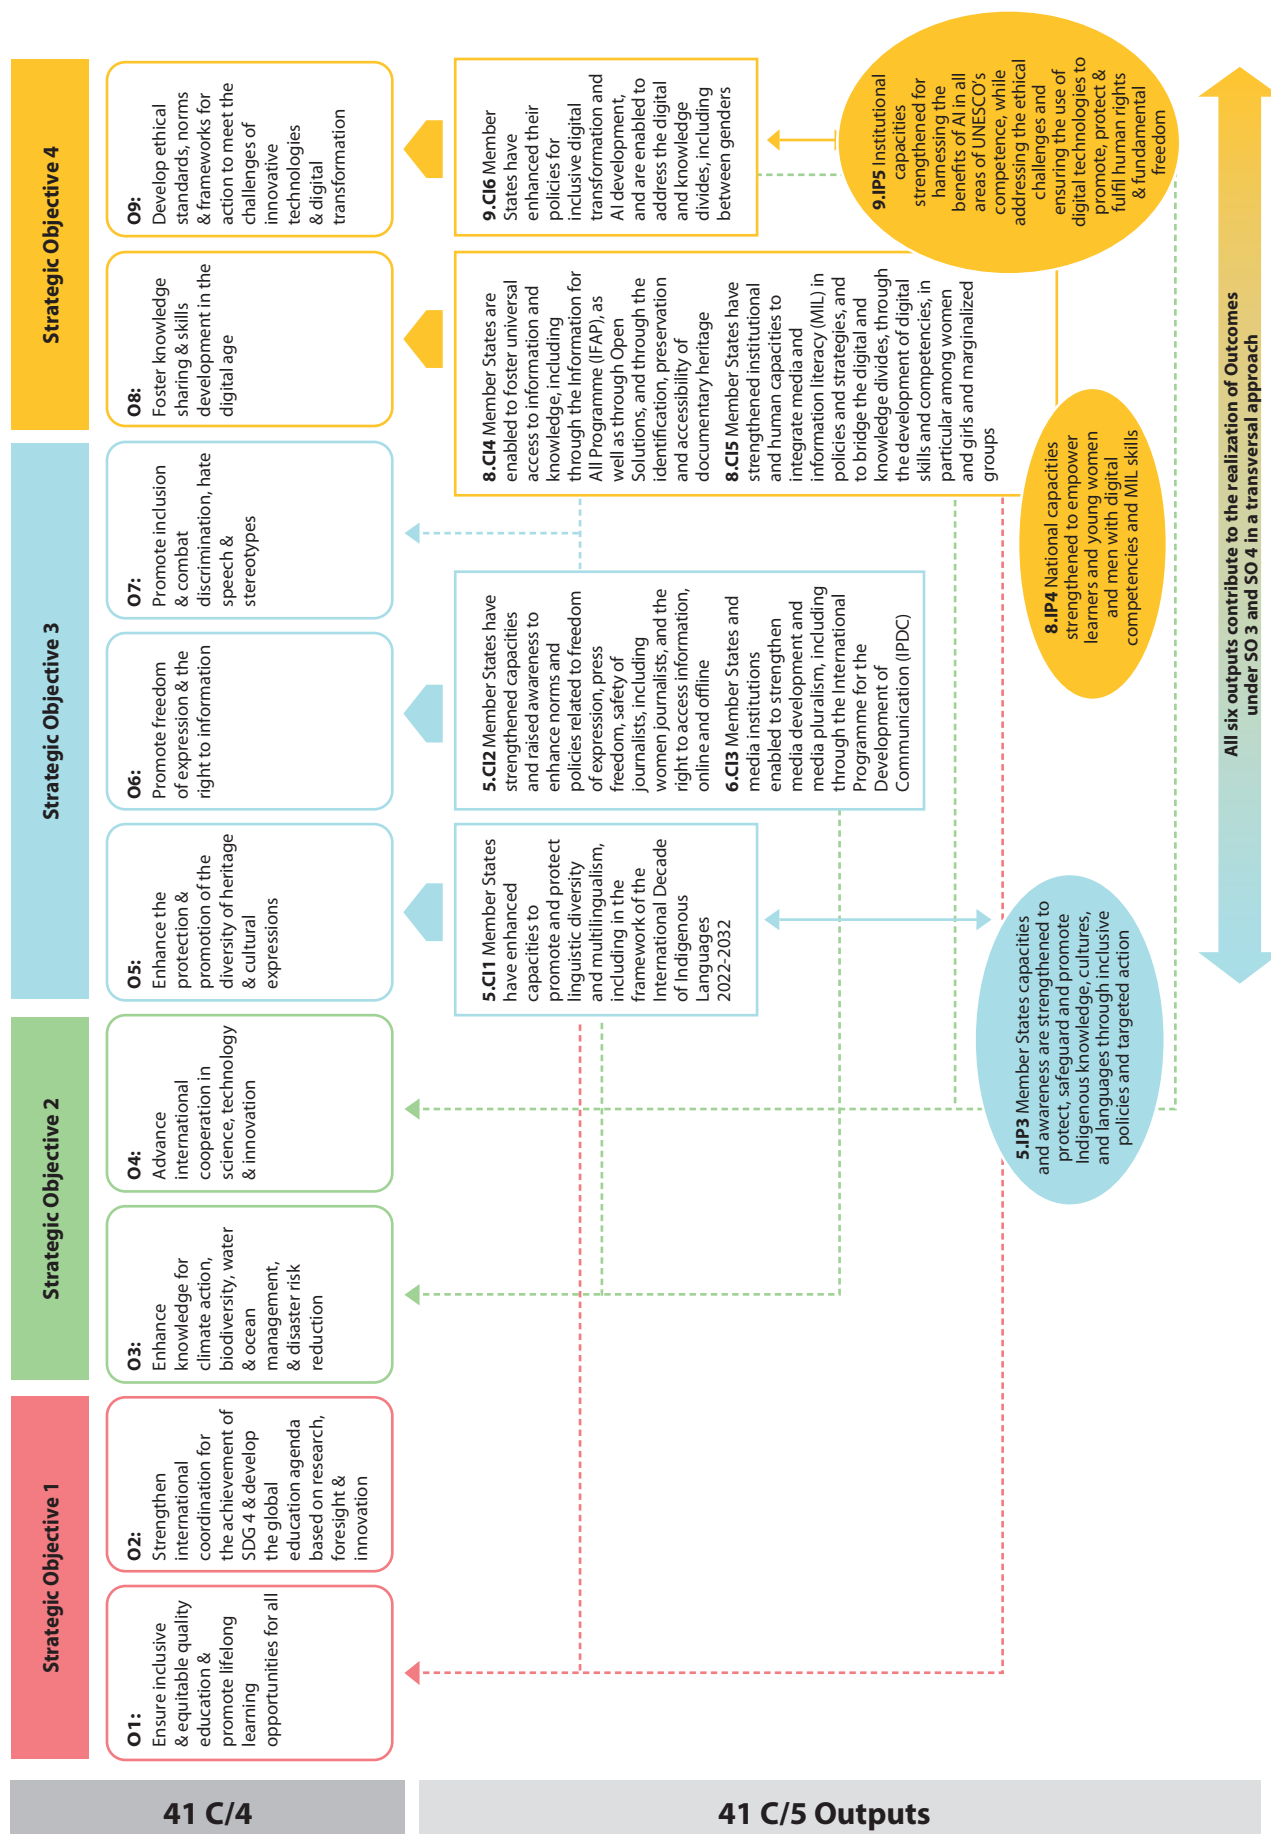 41 C/4
Strategic Objective 1
Strategic Objective 2
Strategic Objective 3
Strategic Objective 4
O1:
Ensure inclusive
& equitable quality
education &
promote lifelong
learning
opportunities for all
O2:
Strengthen
international
coordination for
the achievement of
SDG 4 & develop
the global
education agenda
based on research,
foresight &
innovation
O3:
Enhance
knowledge for
climate action,
biodiversity, water
& ocean
management,
& disaster risk
reduction
O4:
Advance
international
cooperation in
science, technology
& innovation
O5:
Enhance the
protection &
promotion of the
diversity of heritage
& cultural
expressions
O6:
Promote freedom
of expression & the
right to information
O7:
Promote inclusion
& combat
discrimination, hate
speech &
stereotypes
O8:
Foster knowledge
sharing & skills
development in the
digital age
O9:
Develop ethical
standards, norms
& frameworks for
action to meet the
challenges of
innovative
technologies
& digital
transformation
41 C/5 Outputs
5.CI1 Member States
have enhanced
capacities to
promote and protect
linguistic diversity
and multilingualism,
including in the
framework of the
International Decade
of Indigenous
Languages
2022-2032
5.CI2 Member States have
strengthened capacities
and raised awareness to
enhance norms and
policies related to freedom
of expression, press
freedom, safety of
journalists, including
women journalists, and the
right to access information,
online and offline
6.CI3 Member States and
media institutions
enabled to strengthen
media development and
media pluralism, including
through the International
Programme for the
Development of
Communication (IPDC)
8.CI4 Member States are
enabled to foster universal
access to information and
knowledge, including
through the Information for
All Programme (IFAP), as
well as through Open
Solutions, and through the
identification, preservation
and accessibility of
documentary heritage
8.CI5 Member States have
strengthened institutional
and human capacities to
integrate media and
information literacy (MIL) in
policies and strategies, and
to bridge the digital and
knowledge divides, through
the development of digital
skills and competencies, in
particular among women
and girls and marginalized
groups
9.CI6 Member
States have
enhanced their
policies for
inclusive digital
transformation and
AI development,
and are enabled to
address the digital
and knowledge
divides, including
between genders
5.IP3 Member States capacities
and awareness are strengthened to
protect, safeguard and promote
Indigenous knowledge, cultures,
and languages through inclusive
policies and targeted action
8.IP4 National capacities
strengthened to empower
learners and young women
and men with digital
competencies and MIL skills
9.IP5 Institutional
capacities
strengthened for
harnessing the
benefits of AI in all
areas of UNESCO's
competence, while
addressing the ethical
challenges and
ensuring the use of
digital technologies to
promote, protect &
fulfil human rights
& fundamental
freedom
All six outputs contribute to the realization of Outcomes
under SO 3 and SO 4 in a transversal approach